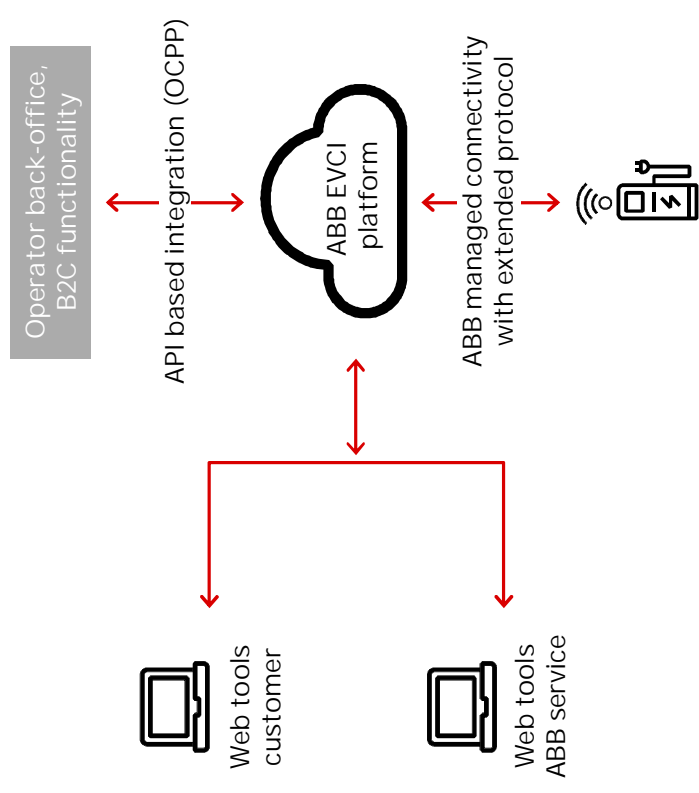 Operator back-office,
B2C functionality
API based integration (OCPP)
Web tools
customer
ABB EVCI
platform
ABB managed connectivity
with extended protocol
Web tools
ABB service